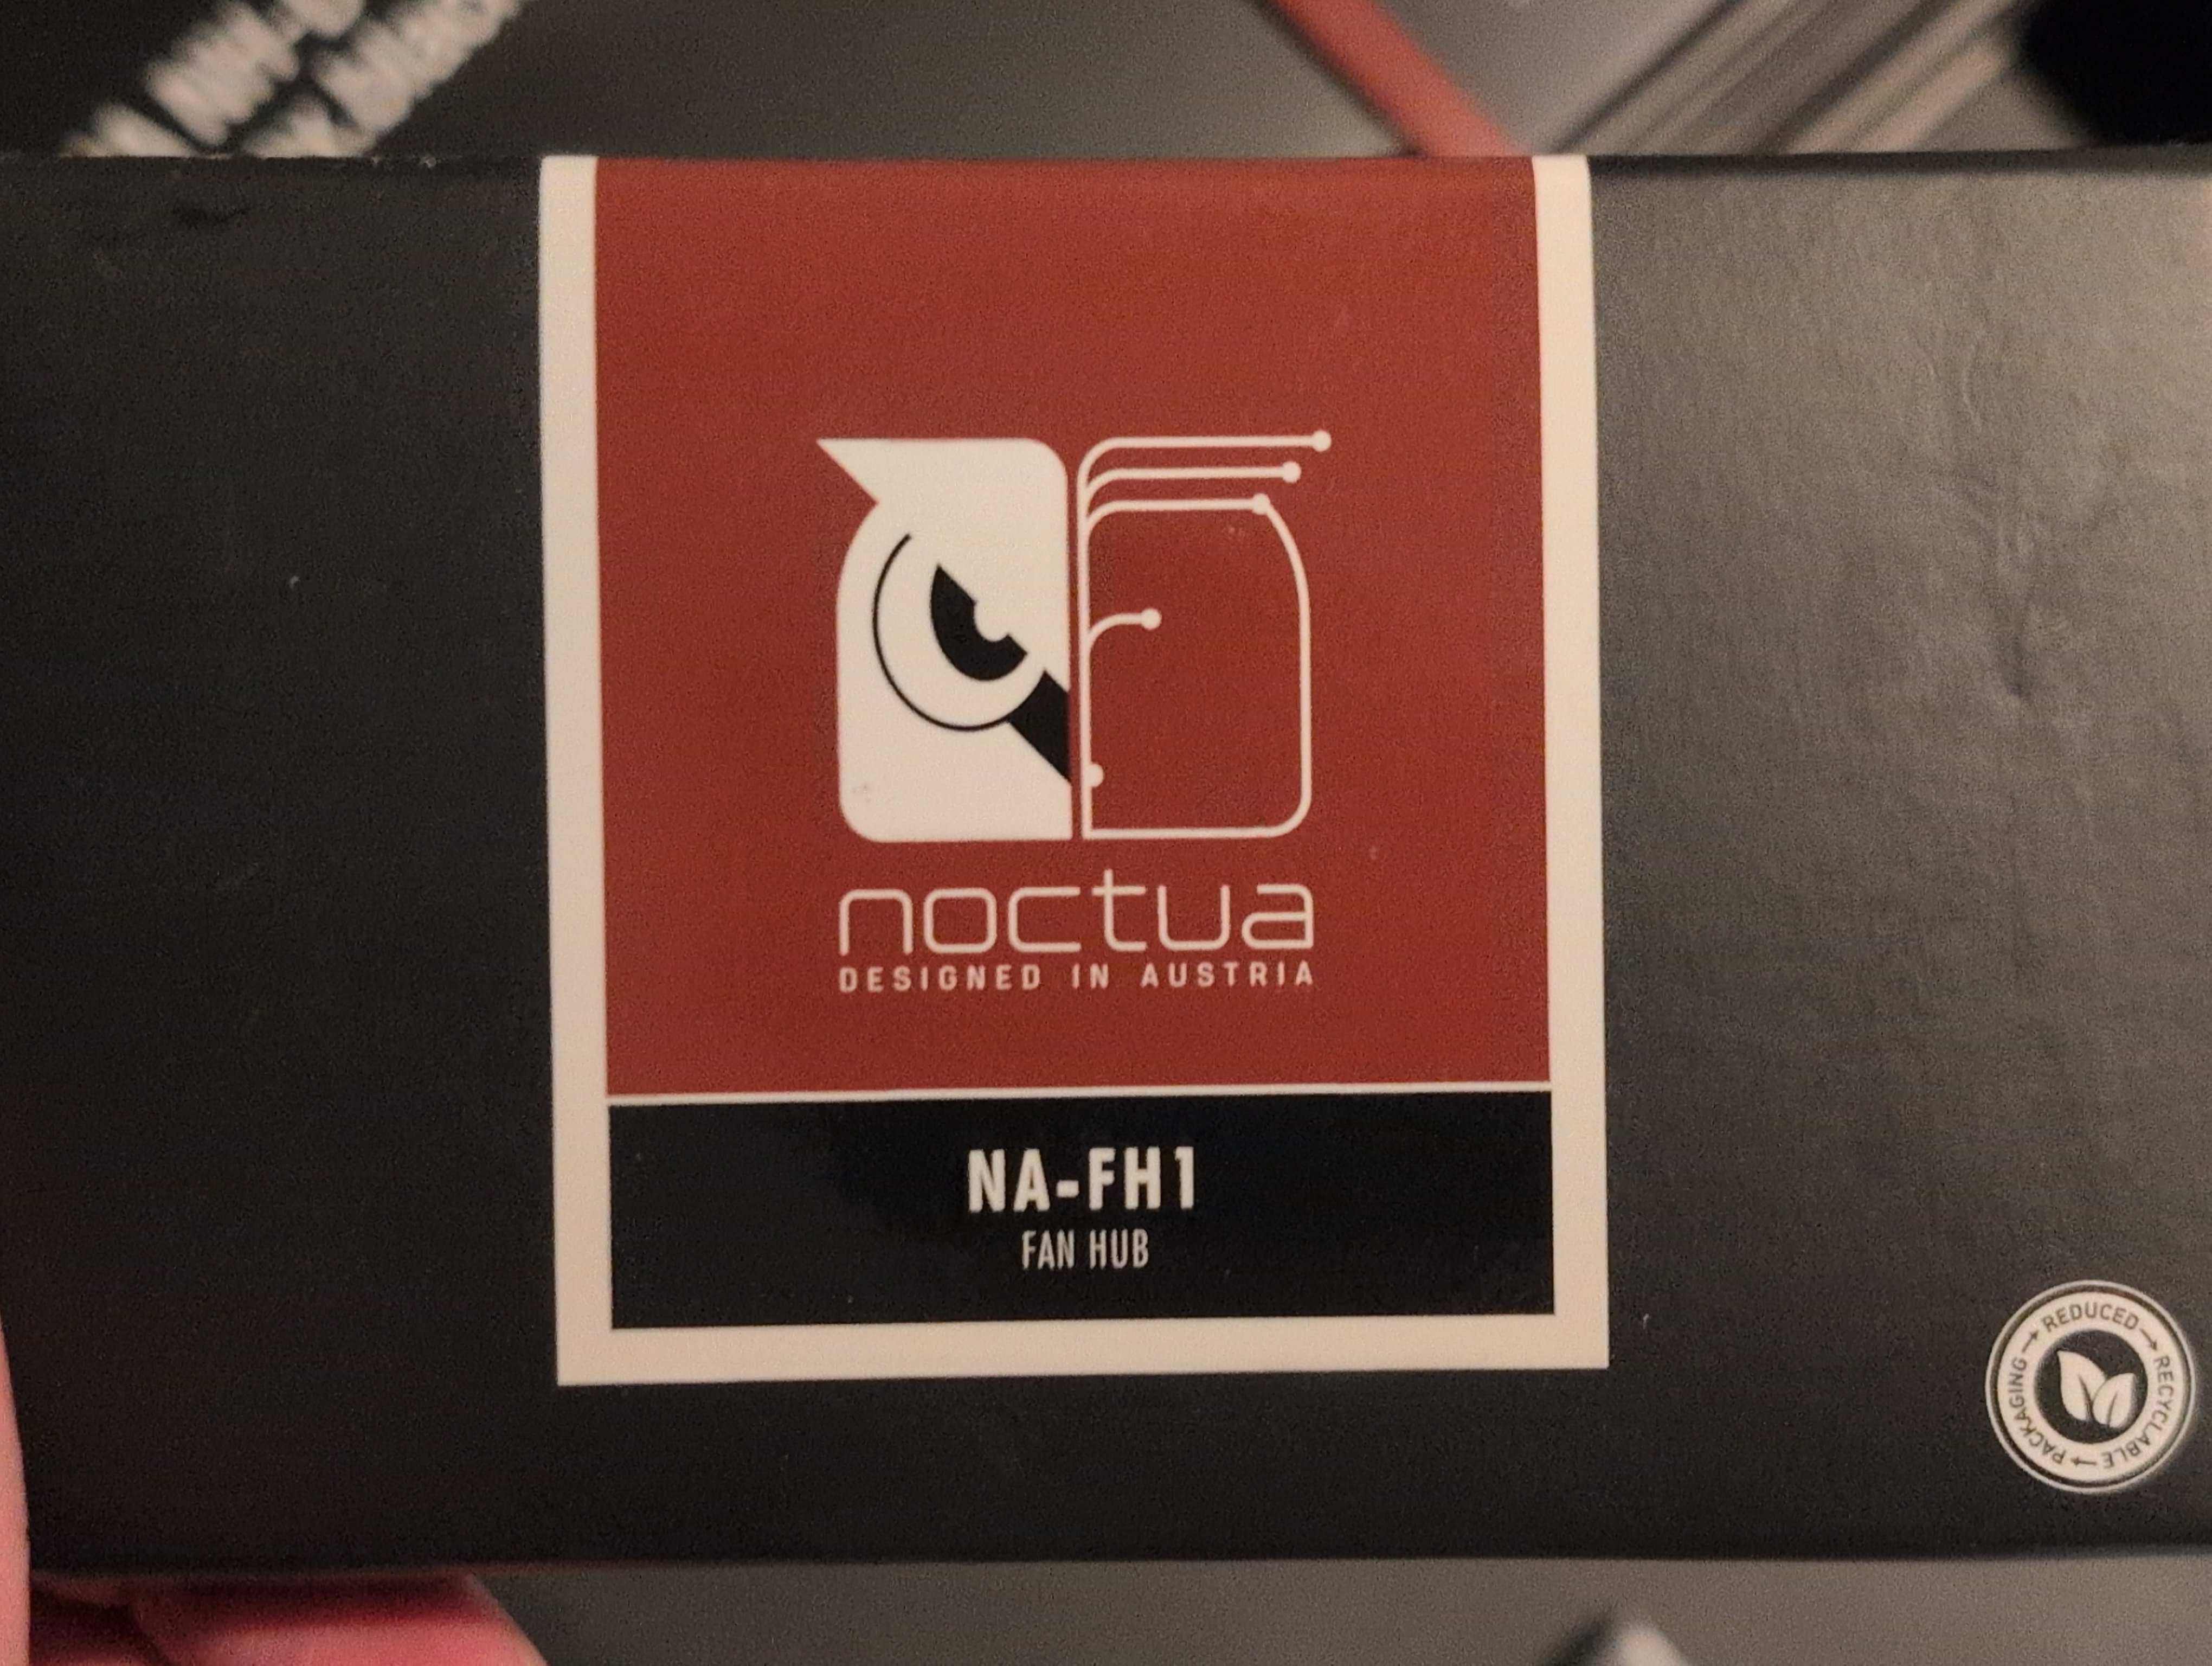 noctua
DESIGNED IN AUSTRIA
NA-FH1
FAN HUB
REDUCED
RECYCLABLE
PACKAGING